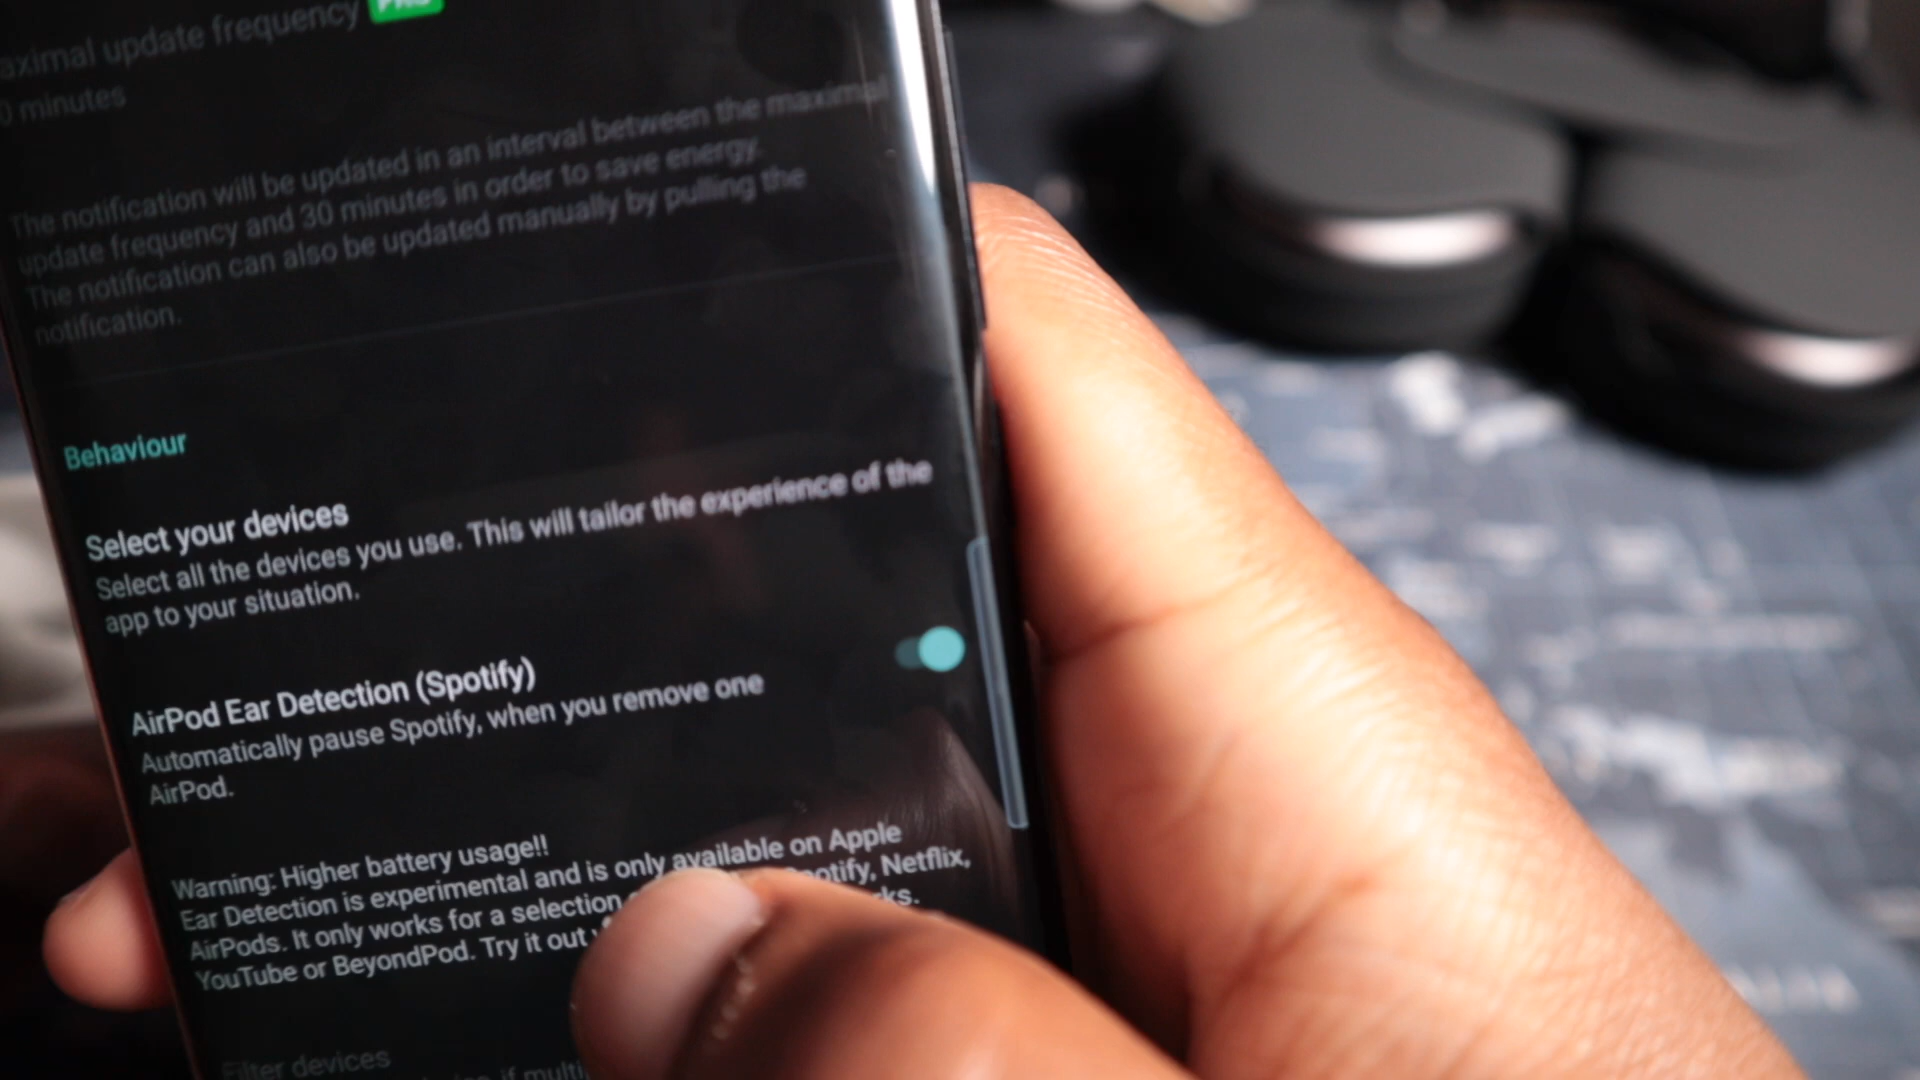 aximal update frequency PRO
0 minutes
The notification will be updated in an interval between the maximal
update frequency and 30 minutes in order to save energy.
The notification can also be updated manually by pulling the
notification.
Behaviour
Select your devices
Select all the devices you use. This will tailor the experience of the
app to your situation.
AirPod Ear Detection (Spotify)
Automatically pause Spotify, when you remove one
AirPod.
Warning: Higher battery usage!!
Ear Detection is experimental and is only available on Apple
AirPods. It only works for a selection otify, Netflix,
YouTube or BeyondPod. Try it out ks.
Filter devices
if multi